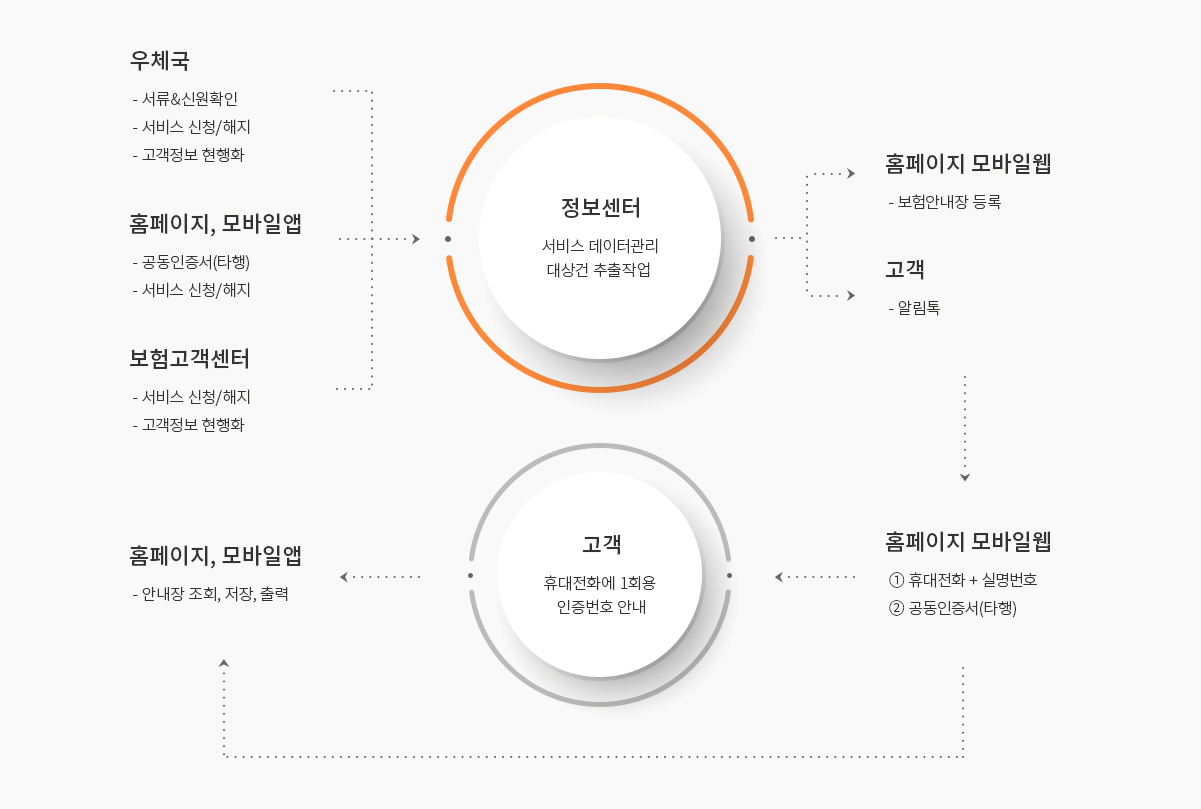 우체국
- 서류&신원확인
- 서비스 신청/해지
- 고객정보 현행화
홈페이지, 모바일앱
- 공동인증서(타행)
- 서비스 신청/해지
보험고객센터
- 서비스 신청/해지
- 고객정보 현행화
정보센터
서비스 데이터관리
대상건 추출작업
홈페이지 모바일웹
- 보험안내장 등록
고객
- 알림톡
홈페이지 모바일웹
① 휴대전화 + 실명번호
② 공동인증서(타행)
고객
휴대전화에 1회용
인증번호 안내
홈페이지, 모바일앱
- 안내장 조회, 저장, 출력